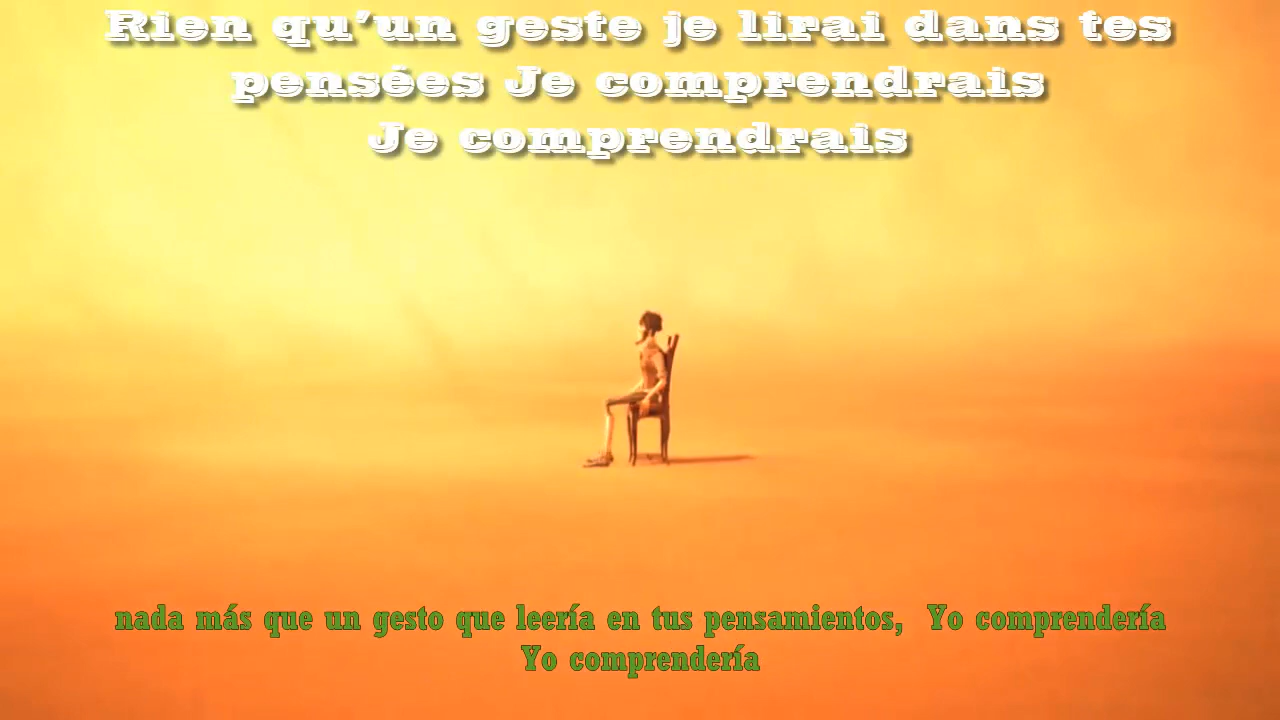 Rien qu'un geste je lirai dans tes
pensées Je comprendrais
Je comprendrais
nada más que un gesto que leería en tus pensamientos, Yo comprendería
Yo comprendería